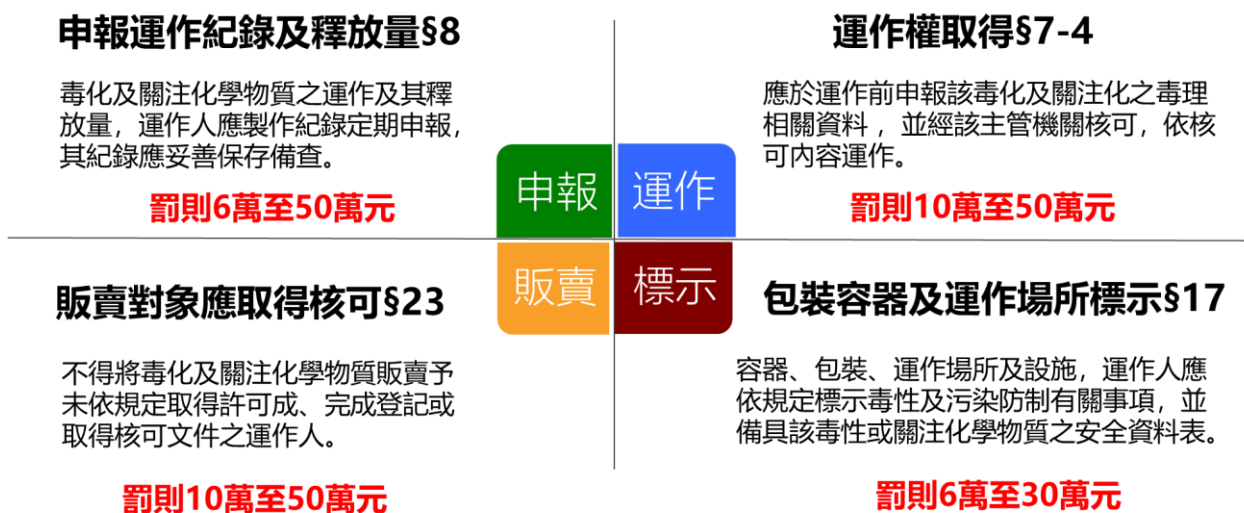 申報運作紀錄及釋放量§8
毒化及關注化學物質之運作及其釋
放量，運作人應製作紀錄定期申報，
其紀錄應妥善保存備查。
罰則6萬至50萬元
運作權取得§7-4
應於運作前申報該毒化及關注化之毒理
相關資料 ，並經該主管機關核可，依核
可內容運作。
罰則10萬至50萬元
申報
運作
販賣
標示
販賣對象應取得核可§23
不得將毒化及關注化學物質販賣予
未依規定取得許可成、完成登記或
取得核可文件之運作人。
罰則10萬至50萬元
包裝容器及運作場所標示§17
容器、包裝、運作場所及設施，運作人應
依規定標示毒性及污染防制有關事項，並
備具該毒性或關注化學物質之安全資料表。
罰則6萬至30萬元